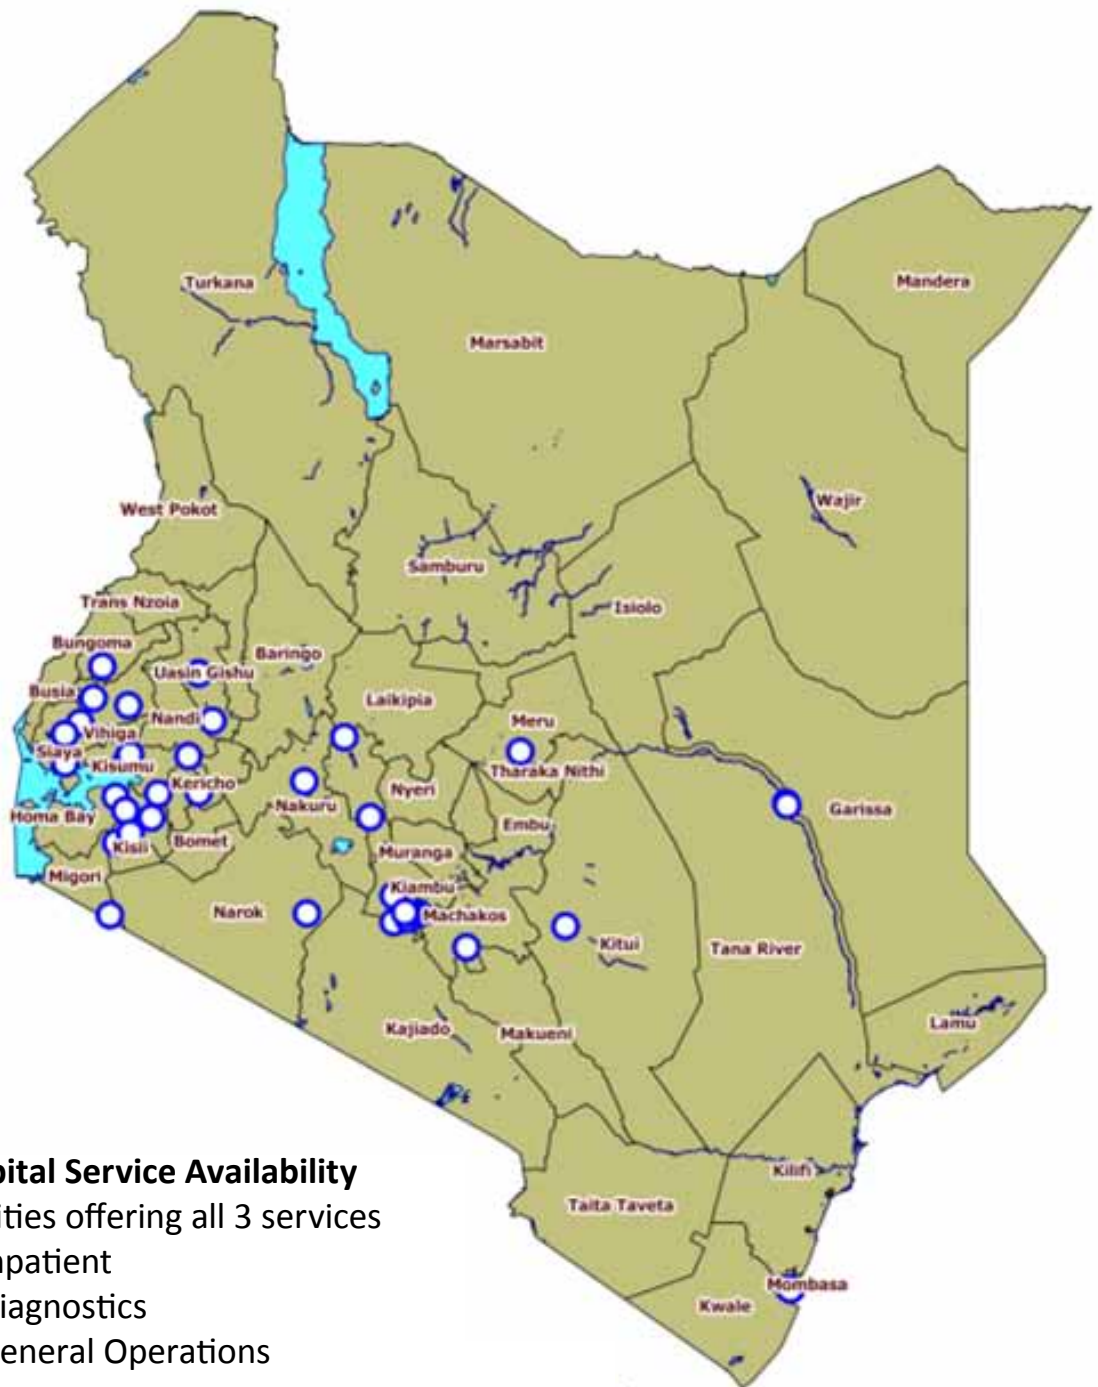 Turkana
Mandera
Marsabit
West Pokot
Wajir
Samburu
Trans Nzoia
Isiolo
Bungoma
Uasin Gishu
Baringo
Busia
Laikipia
Nandi
Meru
Vihiga
Siaya
Kisumu
Tharaka Nithi
Kericho
Nyeri
Nakuru
Garissa
Homa Bay
Embu
Kisii
Bomet
Muranga
Migori
Kiambu
Narok
Machakos
Kitui
Tana River
Lamu
Kajiado
Makueni
pital Service Availability
Kilifi
ities offering all 3 services
Taita Taveta
npatient
Mombasa
iagnostics
Kwale
eneral Operations